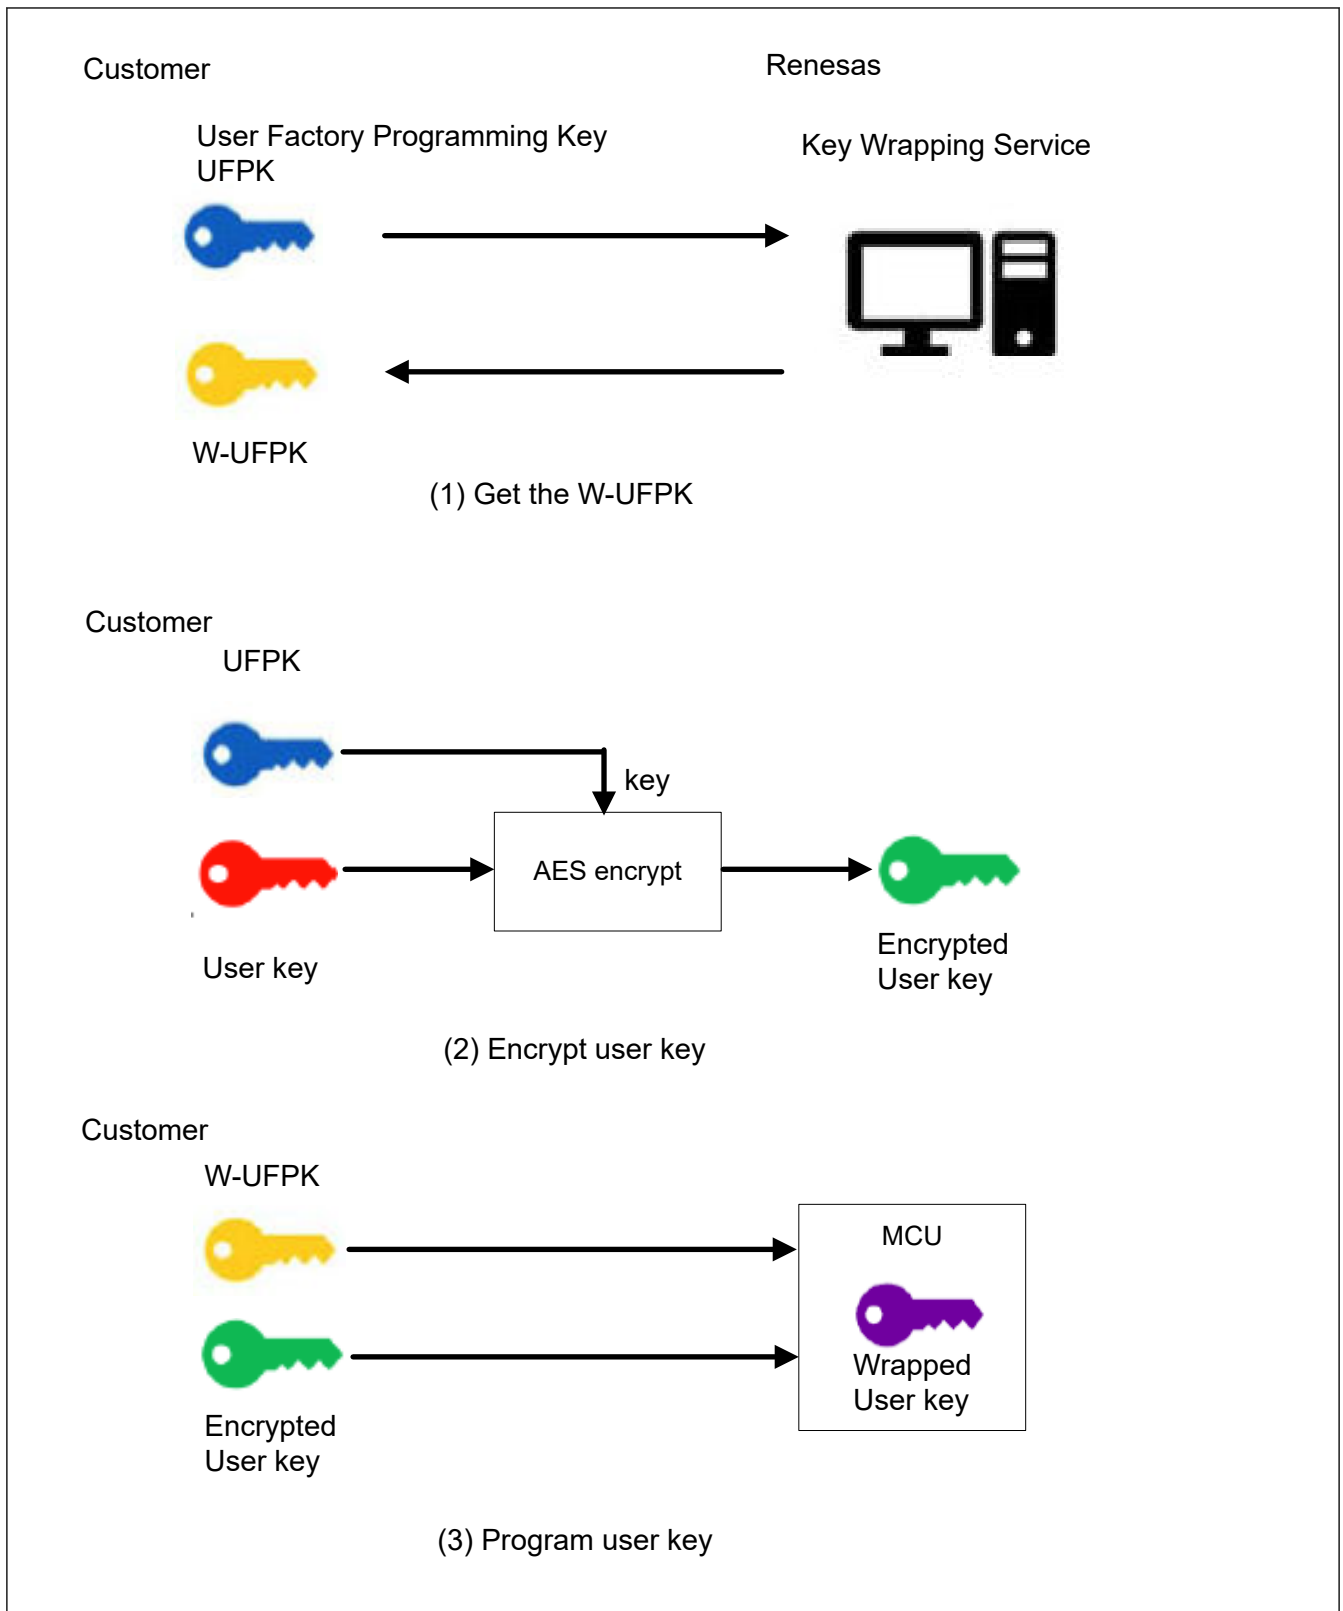 Customer
Renesas
User Factory Programming Key
UFPK
Key Wrapping Service
W-UFPK
(1) Get the W-UFPK
Customer
UFPK
key
AES encrypt
User key
Encrypted
User key
(2) Encrypt user key
Customer
W-UFPK
MCU
Wrapped
User key
Encrypted
User key
(3) Program user key